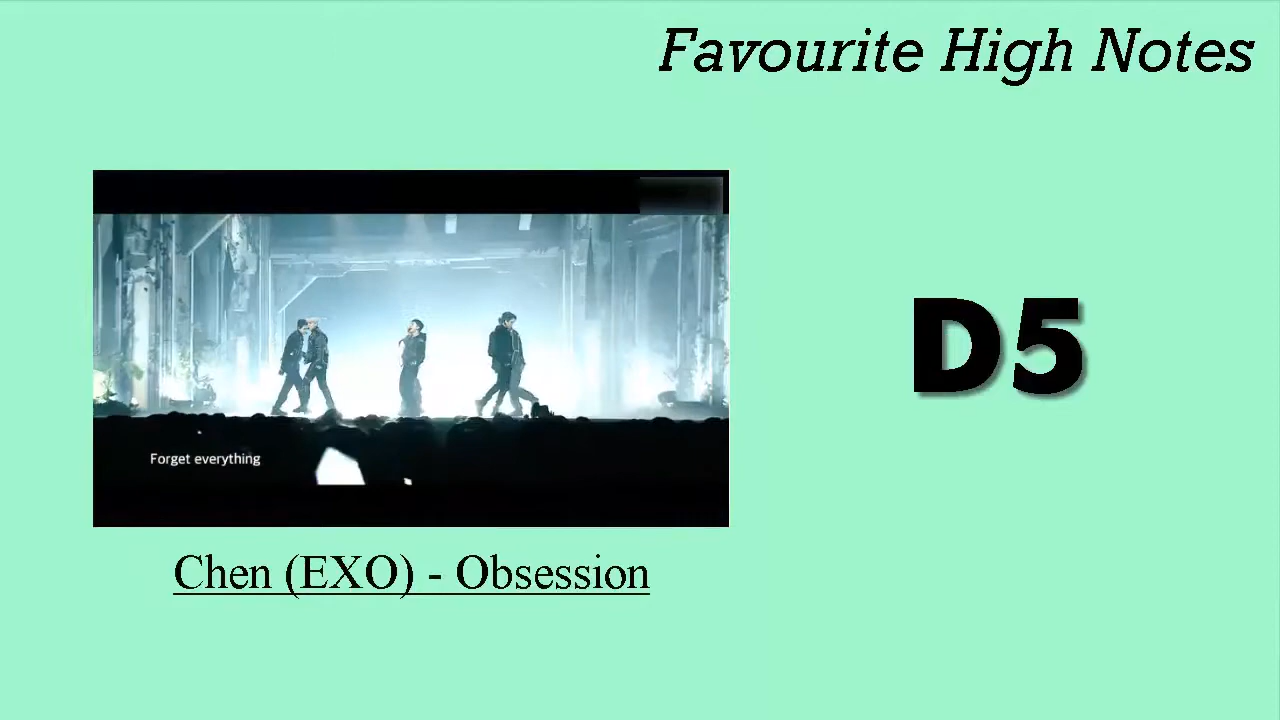 Favourite High Notes
D5
Forget everything
Chen (EXO) - Obsession